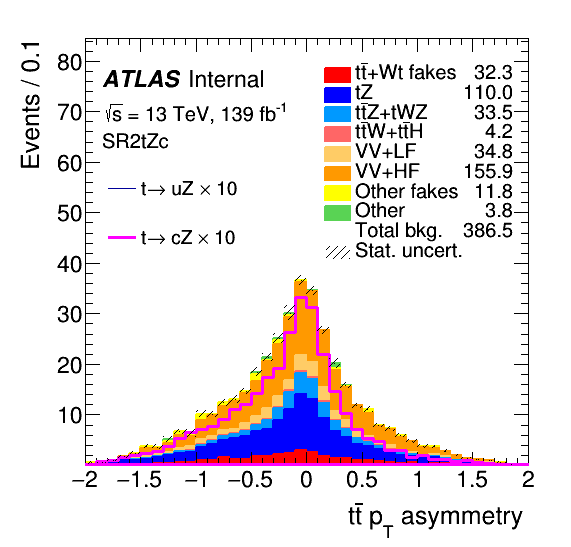 Events / 0.1
80
70
60
50
40
30
20
10
ATLAS Internal
√s = 13 TeV, 139 fb⁻¹
SR2tZc
t→ uZ × 10
t→ cZ × 10
tt̄+Wt fakes 32.3
tZ 110.0
tt̄Z+tWZ 33.5
tt̄W+tt̄H 4.2
VV+LF 34.8
VV+HF 155.9
Other fakes 11.8
Other 3.8
Total bkg. 386.5
Stat. uncert.
−2 −1.5 −1 −0.5 0 0.5 1 1.5 2
tt̄ p_T asymmetry